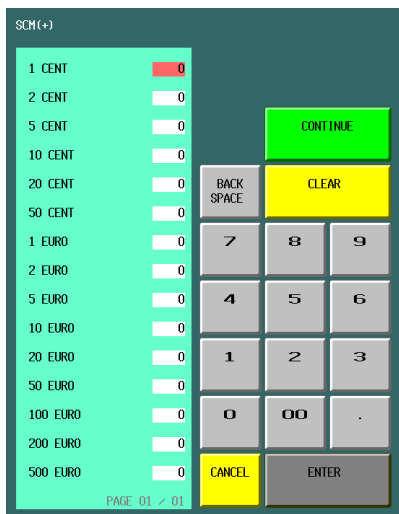 SCM(+)
1 CENT 0
2 CENT 0
5 CENT 0
10 CENT 0
20 CENT 0
50 CENT 0
1 EURO 0
2 EURO 0
5 EURO 0
10 EURO 0
20 EURO 0
50 EURO 0
100 EURO 0
200 EURO 0
500 EURO 0
PAGE 01 / 01
CONTINUE
BACK
SPACE
CLEAR
7 8 9
4 5 6
1 2 3
0 00 .
CANCEL ENTER